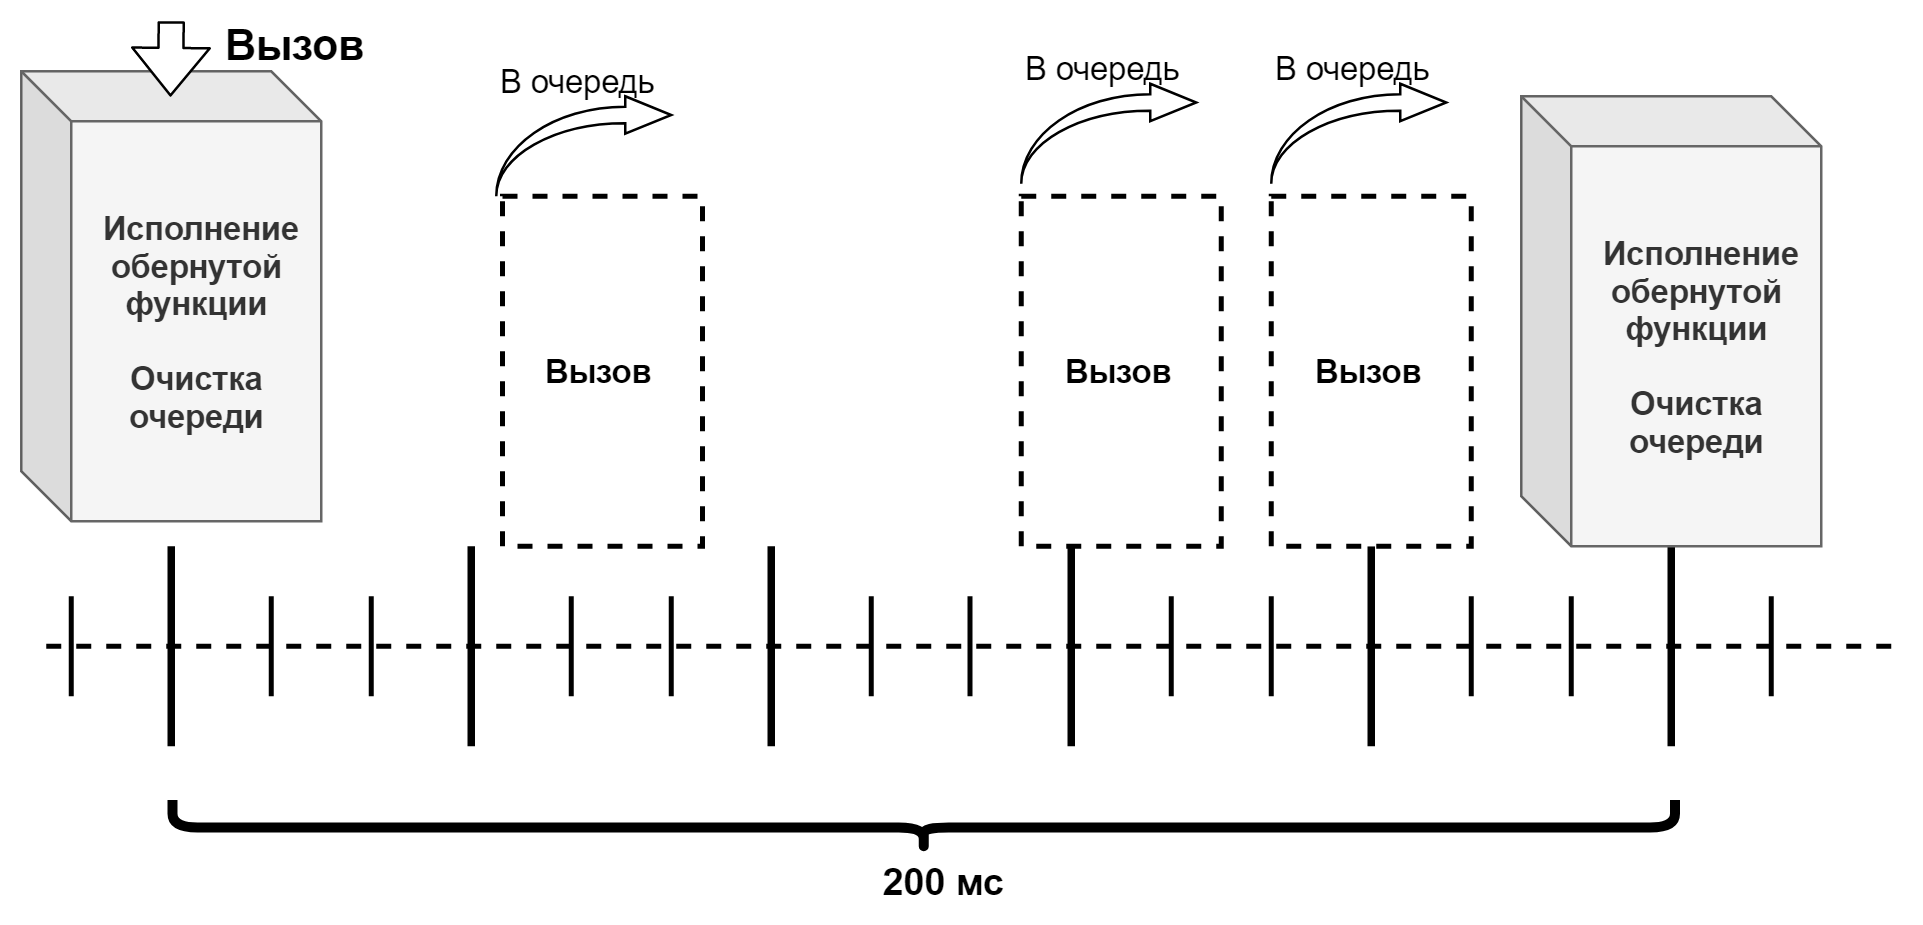 Вызов
В очередь
В очередь
В очередь
Исполнение
обернутой
функции
Очистка
очереди
Вызов
Вызов
Вызов
Исполнение
обернутой
функции
Очистка
очереди
200 мс